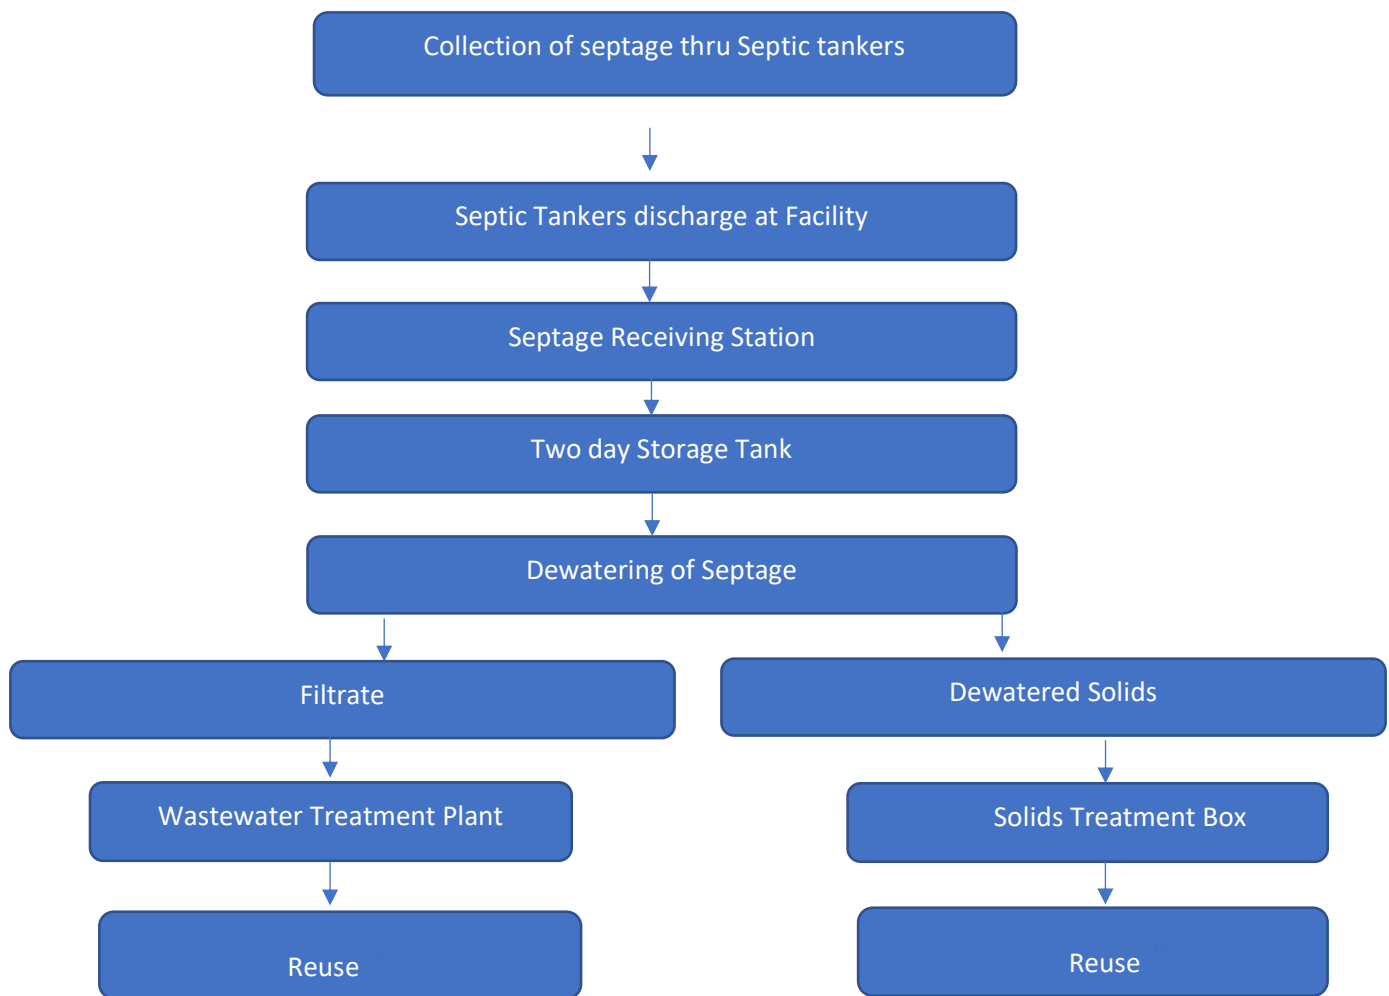 Collection of septage thru Septic tankers
Septic Tankers discharge at Facility
Septage Receiving Station
Two day Storage Tank
Dewatering of Septage
Filtrate
Dewatered Solids
Wastewater Treatment Plant
Solids Treatment Box
Reuse
Reuse